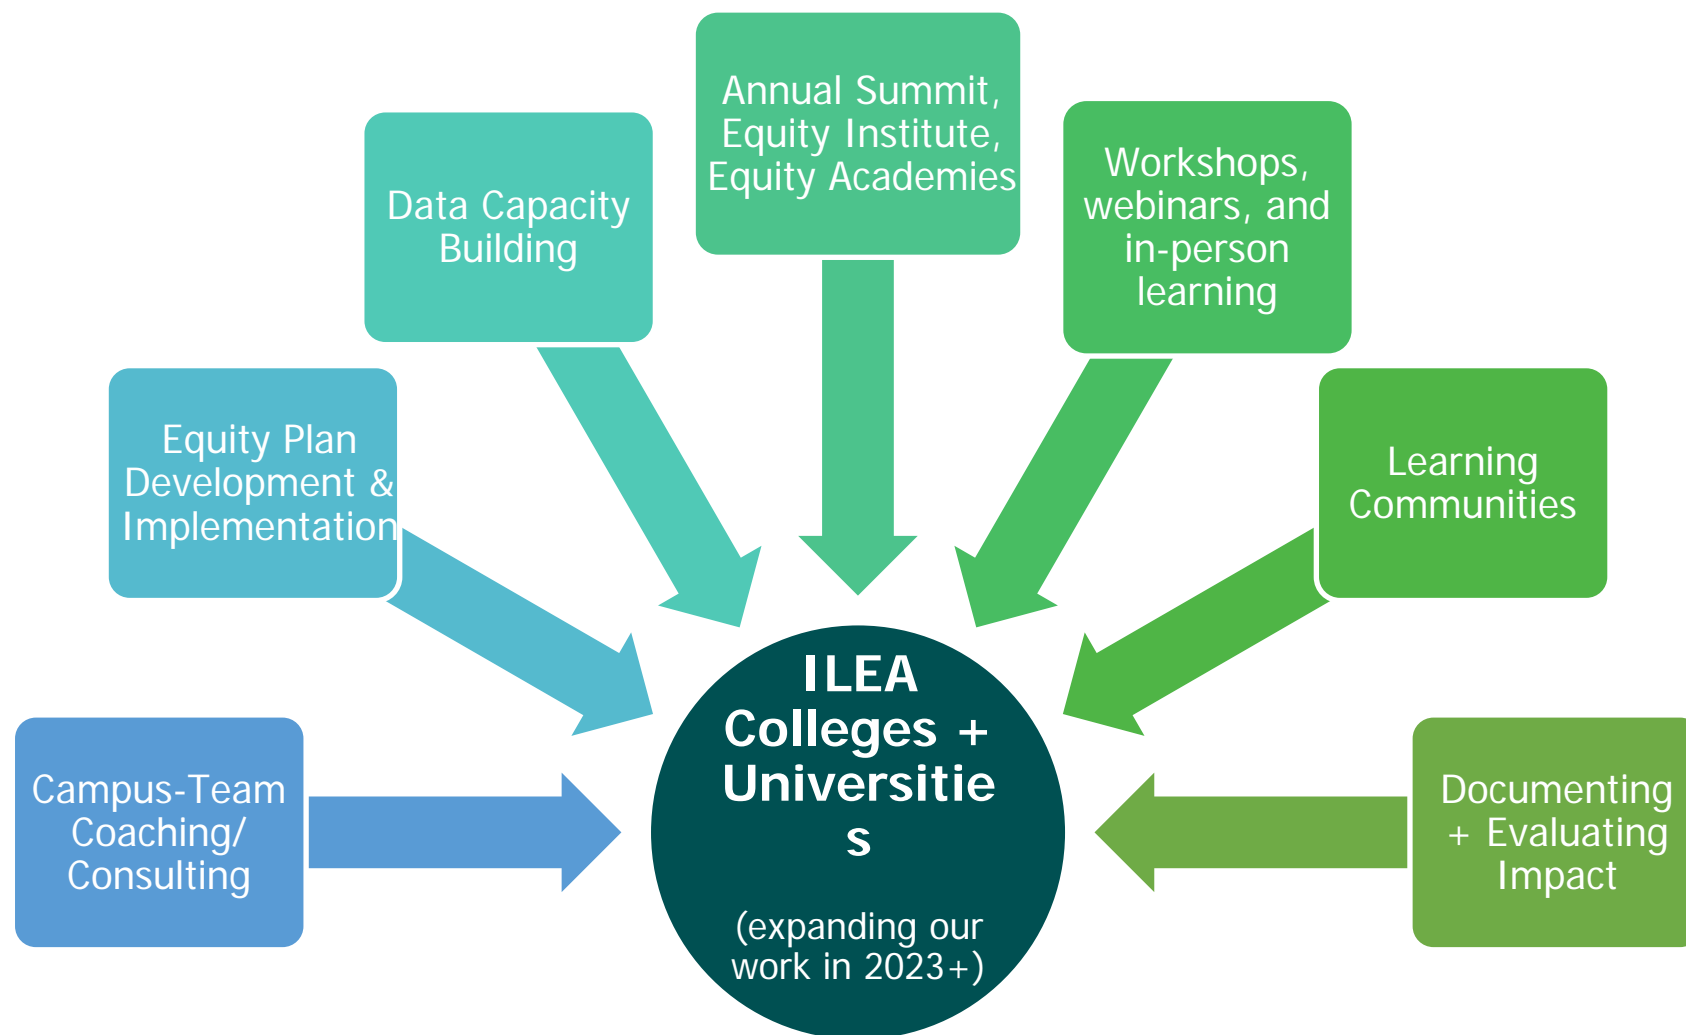 Annual Summit,
Equity Institute,
Equity Academies
Data Capacity
Building
Workshops,
webinars, and
in-person
learning
Equity Plan
Development &
Implementation
Learning
Communities
Campus-Team
Coaching/
Consulting
ILEA
Colleges +
Universitie
s
(expanding our
work in 2023+)
Documenting
+ Evaluating
Impact